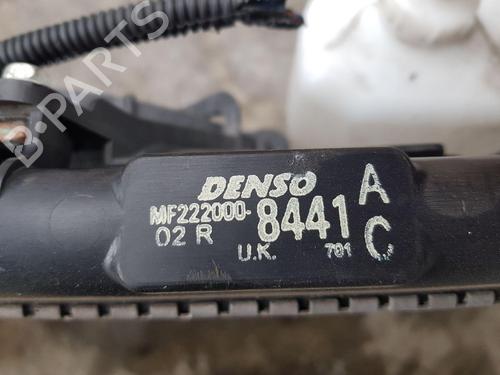 B-PARTS
DENSO
MF222000-8441 A
02 R
U.K. 701 C